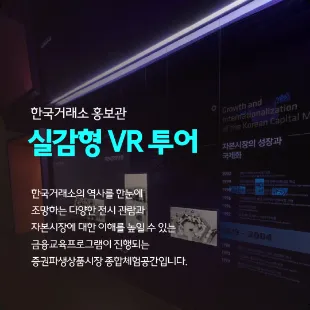 한국거래소 홍보관
실감형 VR 투어
한국거래소의 역사를 한눈에
조망하는 다양한 전시 관람과
자본시장에 대한 이해를 높일 수 있는
금융교육프로그램이 진행되는
증권파생상품시장 종합체험공간입니다.
Growth and
Internationalization
of the Korean Capital M
자본시장의 성장과
국제화